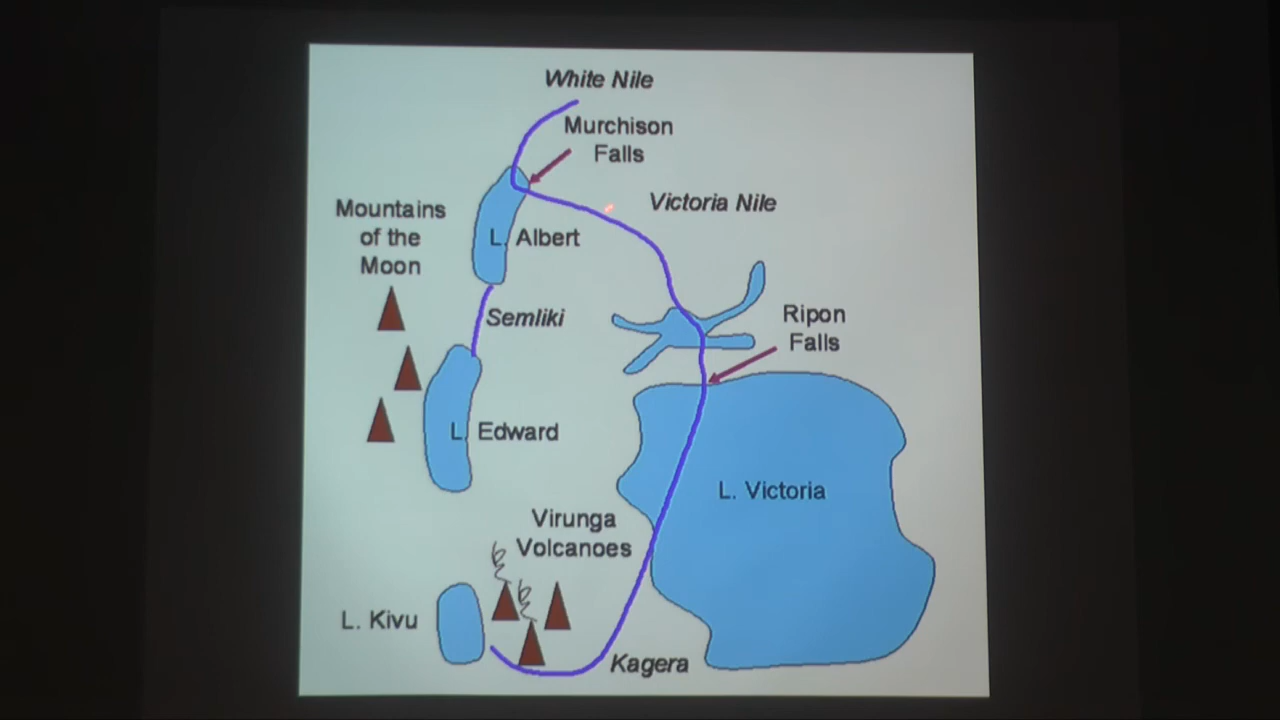 White Nile
Murchison
Falls
Victoria Nile
Mountains
of the
Moon
L. Albert
Semliki
Ripon
Falls
L. Edward
L. Victoria
Virunga
Volcanoes
L. Kivu
Kagera